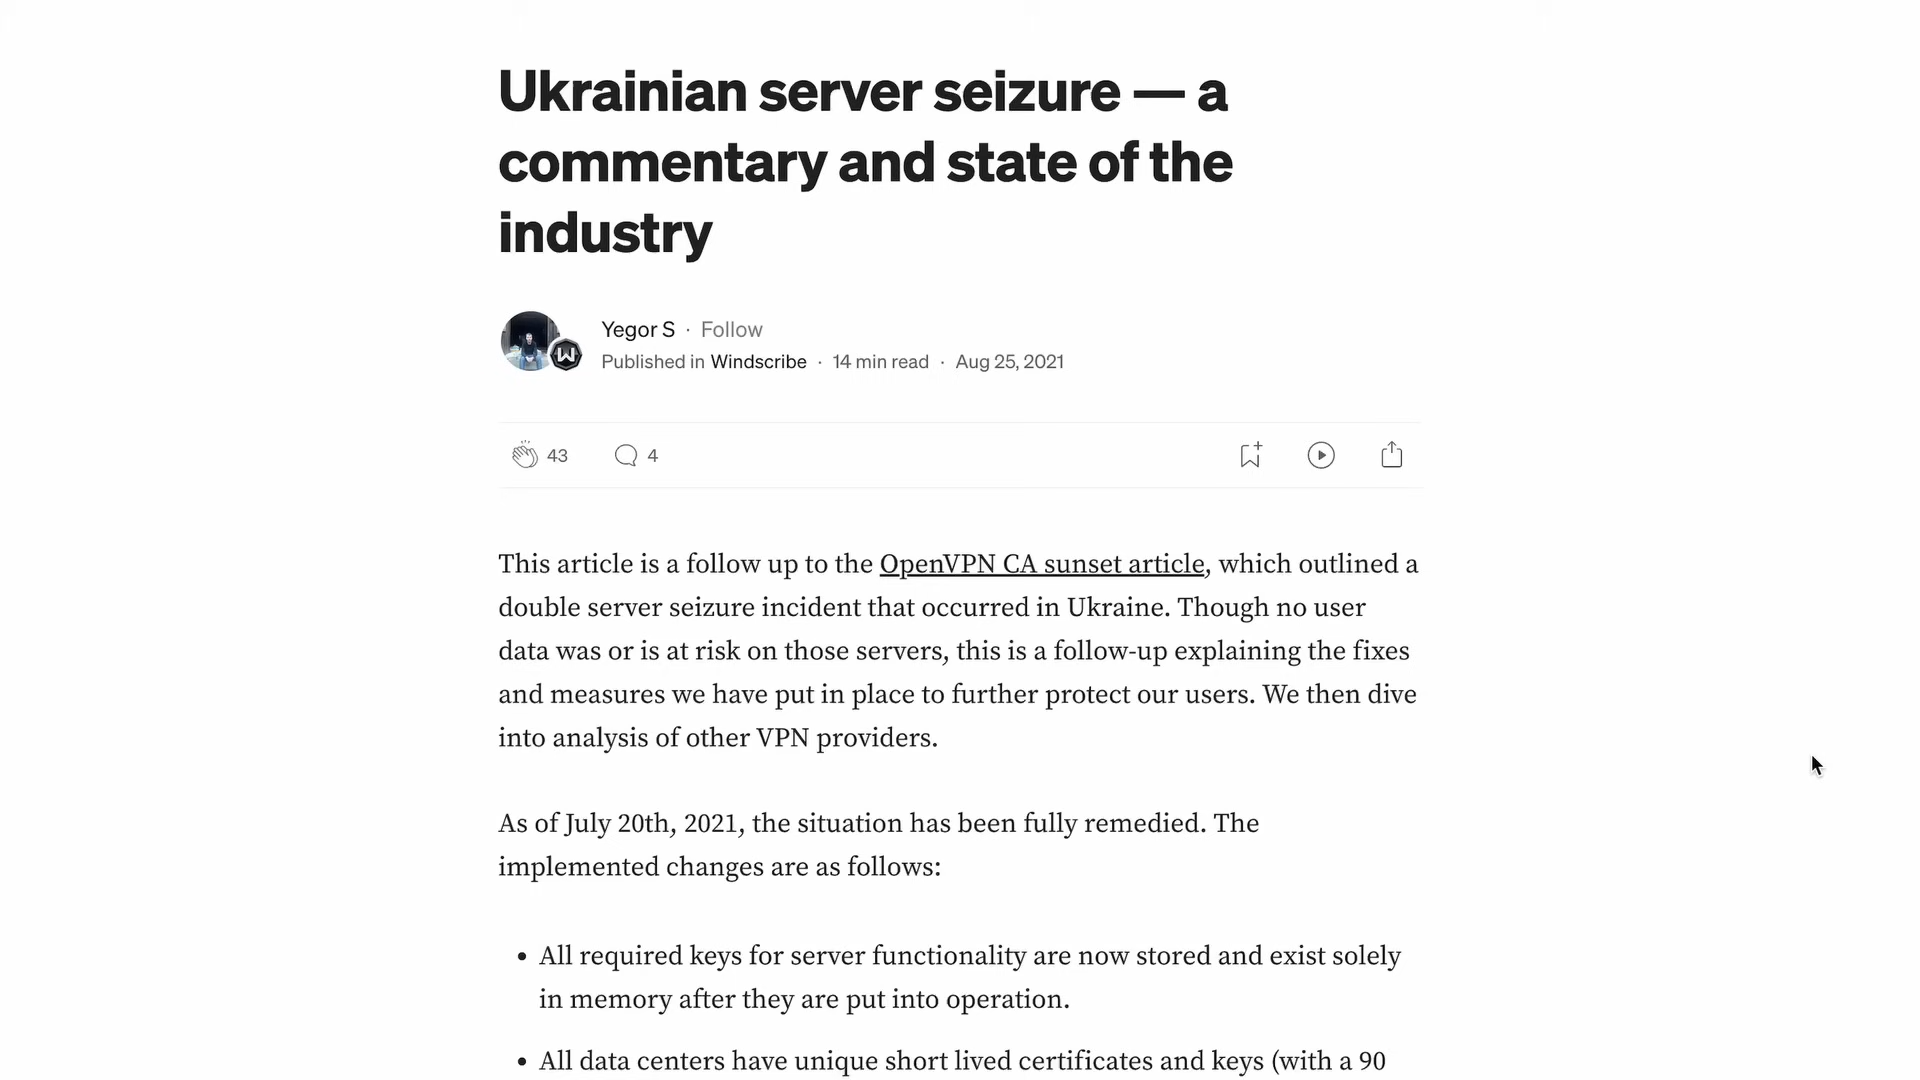 Ukrainian server seizure — a
commentary and state of the
industry
Yegor S · Follow
Published in Windscribe · 14 min read · Aug 25, 2021
43 4
This article is a follow up to the OpenVPN CA sunset article, which outlined a
double server seizure incident that occurred in Ukraine. Though no user
data was or is at risk on those servers, this is a follow-up explaining the fixes
and measures we have put in place to further protect our users. We then dive
into analysis of other VPN providers.
As of July 20th, 2021, the situation has been fully remedied. The
implemented changes are as follows:
• All required keys for server functionality are now stored and exist solely
in memory after they are put into operation.
• All data centers have unique short lived certificates and keys (with a 90